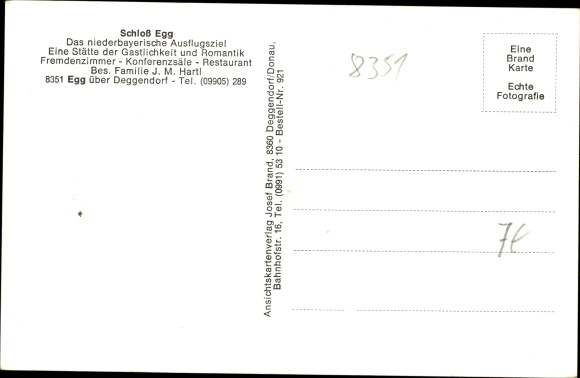 Schloß Egg
Das niederbayerische Ausflugsziel
Eine Stätte der Gastlichkeit und Romantik
Fremdenzimmer - Konferenzsäle - Restaurant
Bes. Familie J. M. Hartl
8351 Egg über Deggendorf - Tel. (09905) 289
Ansichtskartenverlag Josef Brand, 8360 Deggendorf/Donau,
Bahnhofstr. 16, Tel. (0991) 53 10 - Bestell-Nr. 921
8351
Eine
Brand
Karte
Echte
Fotografie